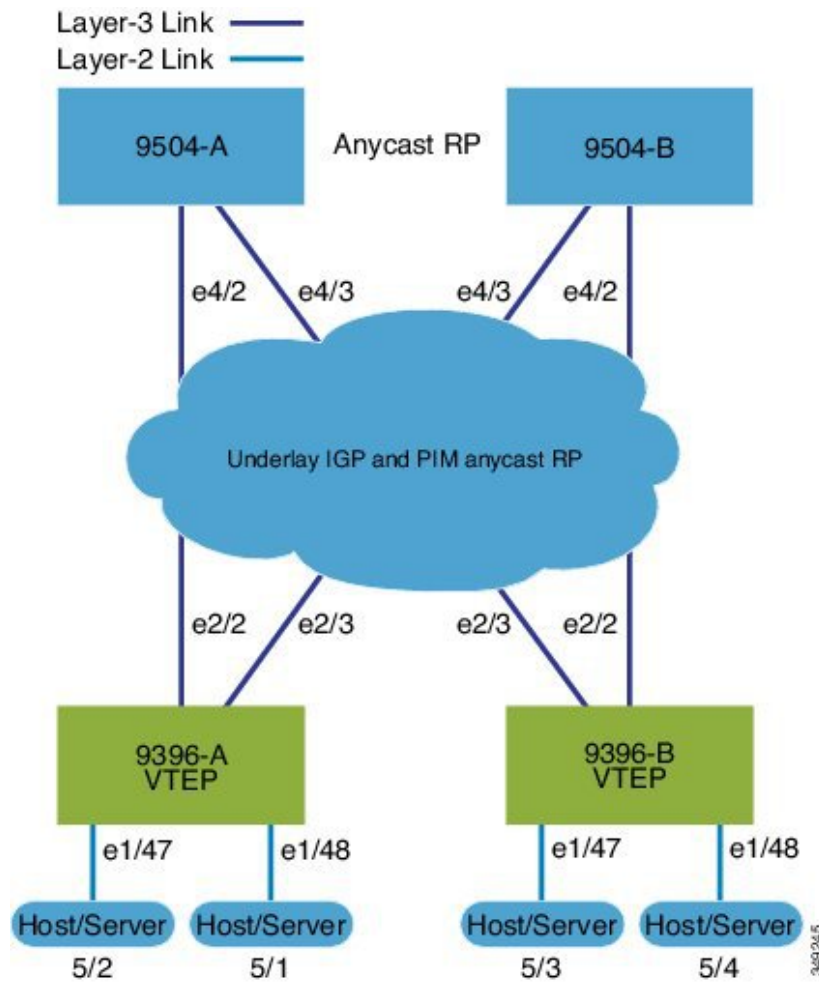 Layer-3 Link
Layer-2 Link
9504-A
Anycast RP
9504-B
e4/2
e4/3
e4/3
e4/2
Underlay IGP and PIM anycast RP
e2/2
e2/3
e2/3
e2/2
9396-A
VTEP
9396-B
VTEP
e1/47
e1/48
e1/47
e1/48
Host/Server
Host/Server
Host/Server
Host/Server
5/2
5/1
5/3
5/4
349245